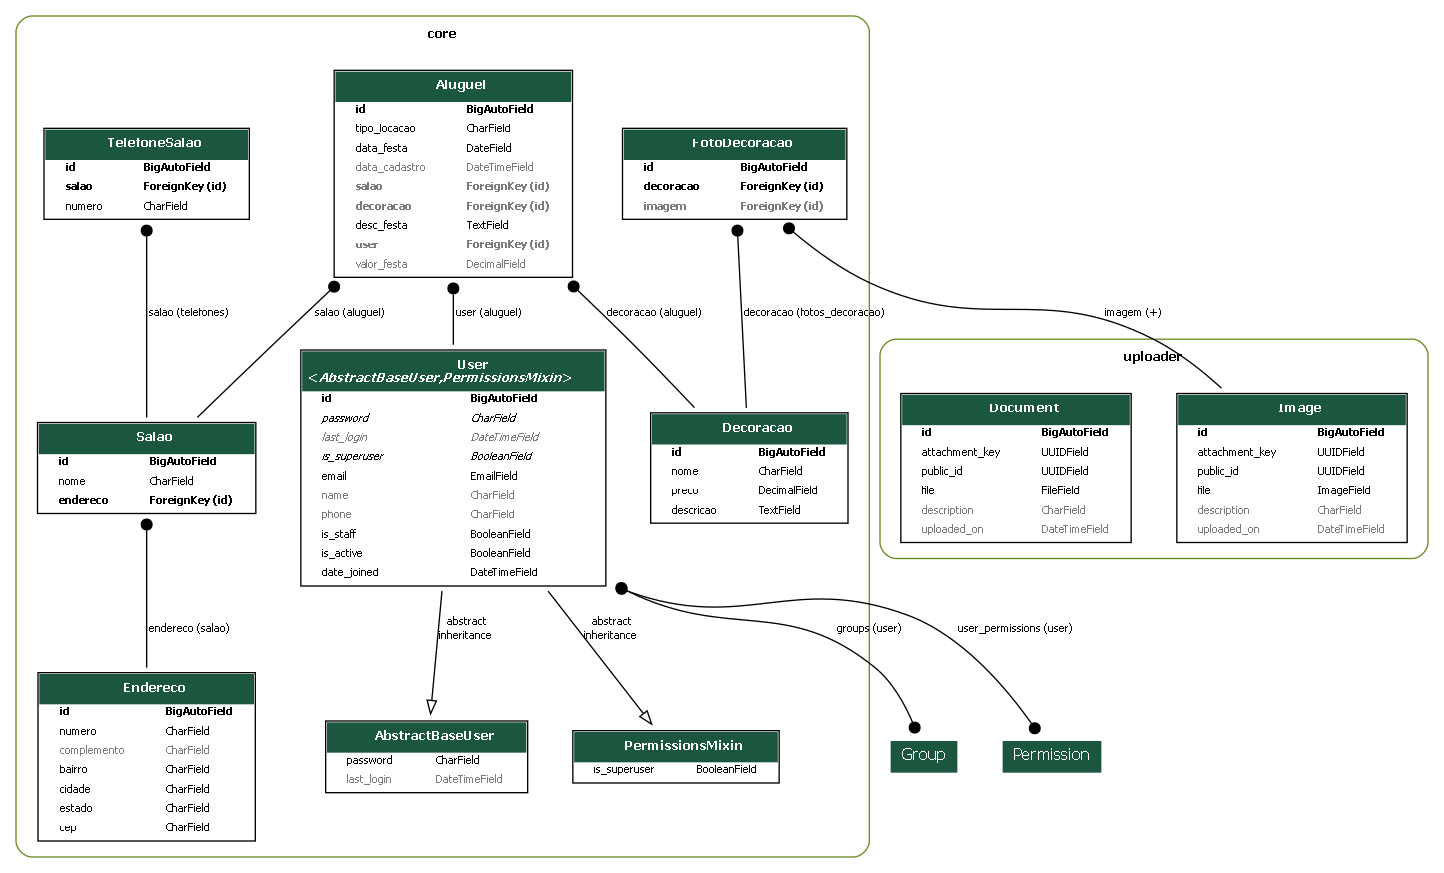 core
Aluguel
id BigAutoField
tipo_locacao CharField
data_festa DateField
data_cadastro DateTimeField
salao ForeignKey (id)
decoracao ForeignKey (id)
desc_festa TextField
user ForeignKey (id)
valor_festa DecimalField
TelefoneSalao
id BigAutoField
salao ForeignKey (id)
numero CharField
FotoDecoracao
id BigAutoField
decoracao ForeignKey (id)
imagem ForeignKey (id)
salao (telefones)
salao (aluguel)
user (aluguel)
decoracao (aluguel)
decoracao (fotos_decoracao)
imagem (+)
uploader
User
<AbstractBaseUser,PermissionsMixin>
id BigAutoField
password CharField
last_login DateTimeField
is_superuser BooleanField
email EmailField
name CharField
phone CharField
is_staff BooleanField
is_active BooleanField
date_joined DateTimeField
Salao
id BigAutoField
nome CharField
endereco ForeignKey (id)
Decoracao
id BigAutoField
nome CharField
preco DecimalField
descricao TextField
Document
id BigAutoField
attachment_key UUIDField
public_id UUIDField
file FileField
description CharField
uploaded_on DateTimeField
Image
id BigAutoField
attachment_key UUIDField
public_id UUIDField
file ImageField
description CharField
uploaded_on DateTimeField
endereco (salao)
abstract
inheritance
abstract
inheritance
groups (user)
user_permissions (user)
Endereco
id BigAutoField
numero CharField
complemento CharField
bairro CharField
cidade CharField
estado CharField
cep CharField
AbstractBaseUser
password CharField
last_login DateTimeField
PermissionsMixin
is_superuser BooleanField
Group
Permission